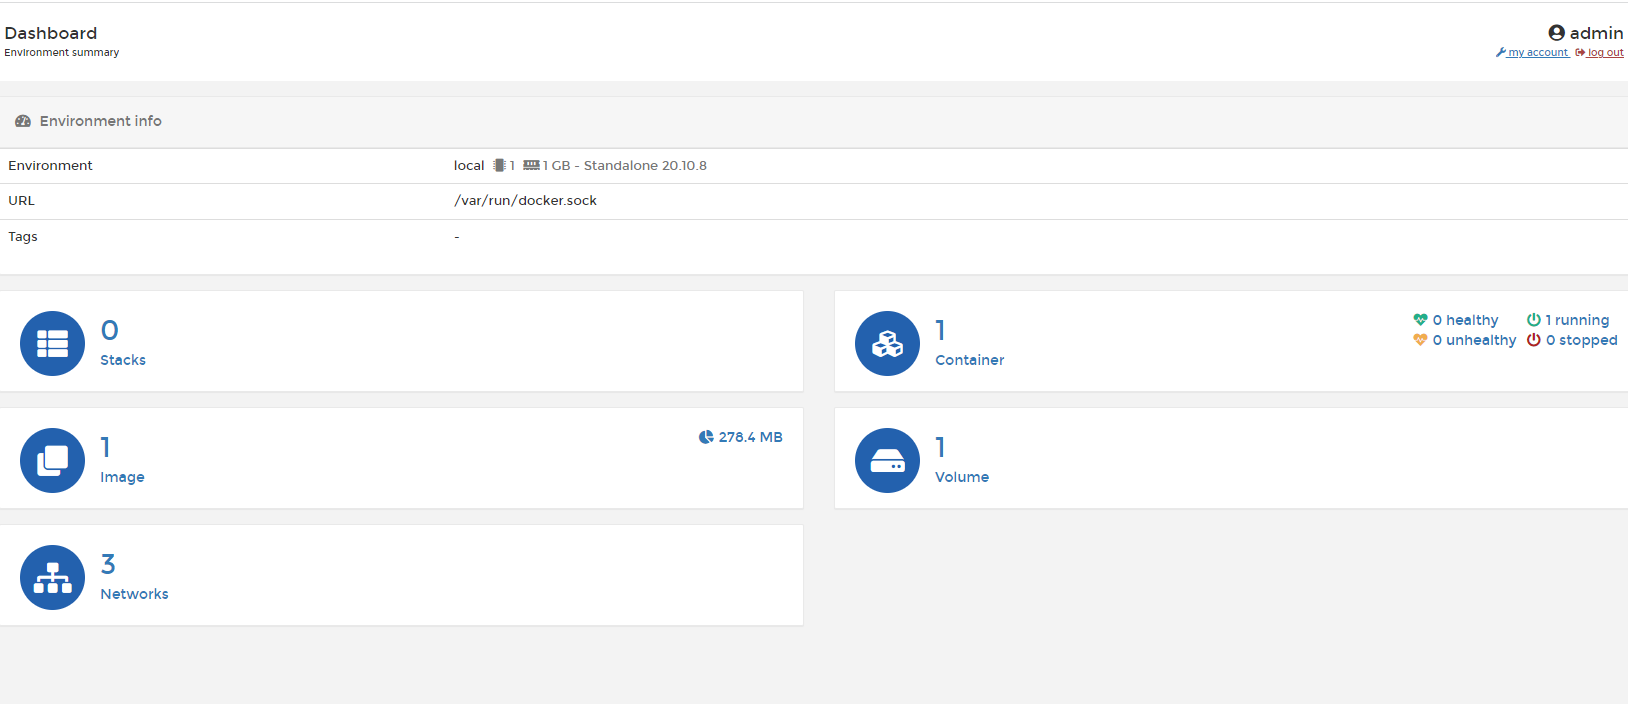 Dashboard
Environment summary
admin
my account log out
Environment info
Environment local 1 1 GB - Standalone 20.10.8
URL /var/run/docker.sock
Tags -
0
Stacks
1
Container
0 healthy 1 running
0 unhealthy 0 stopped
1
Image
278.4 MB
1
Volume
3
Networks